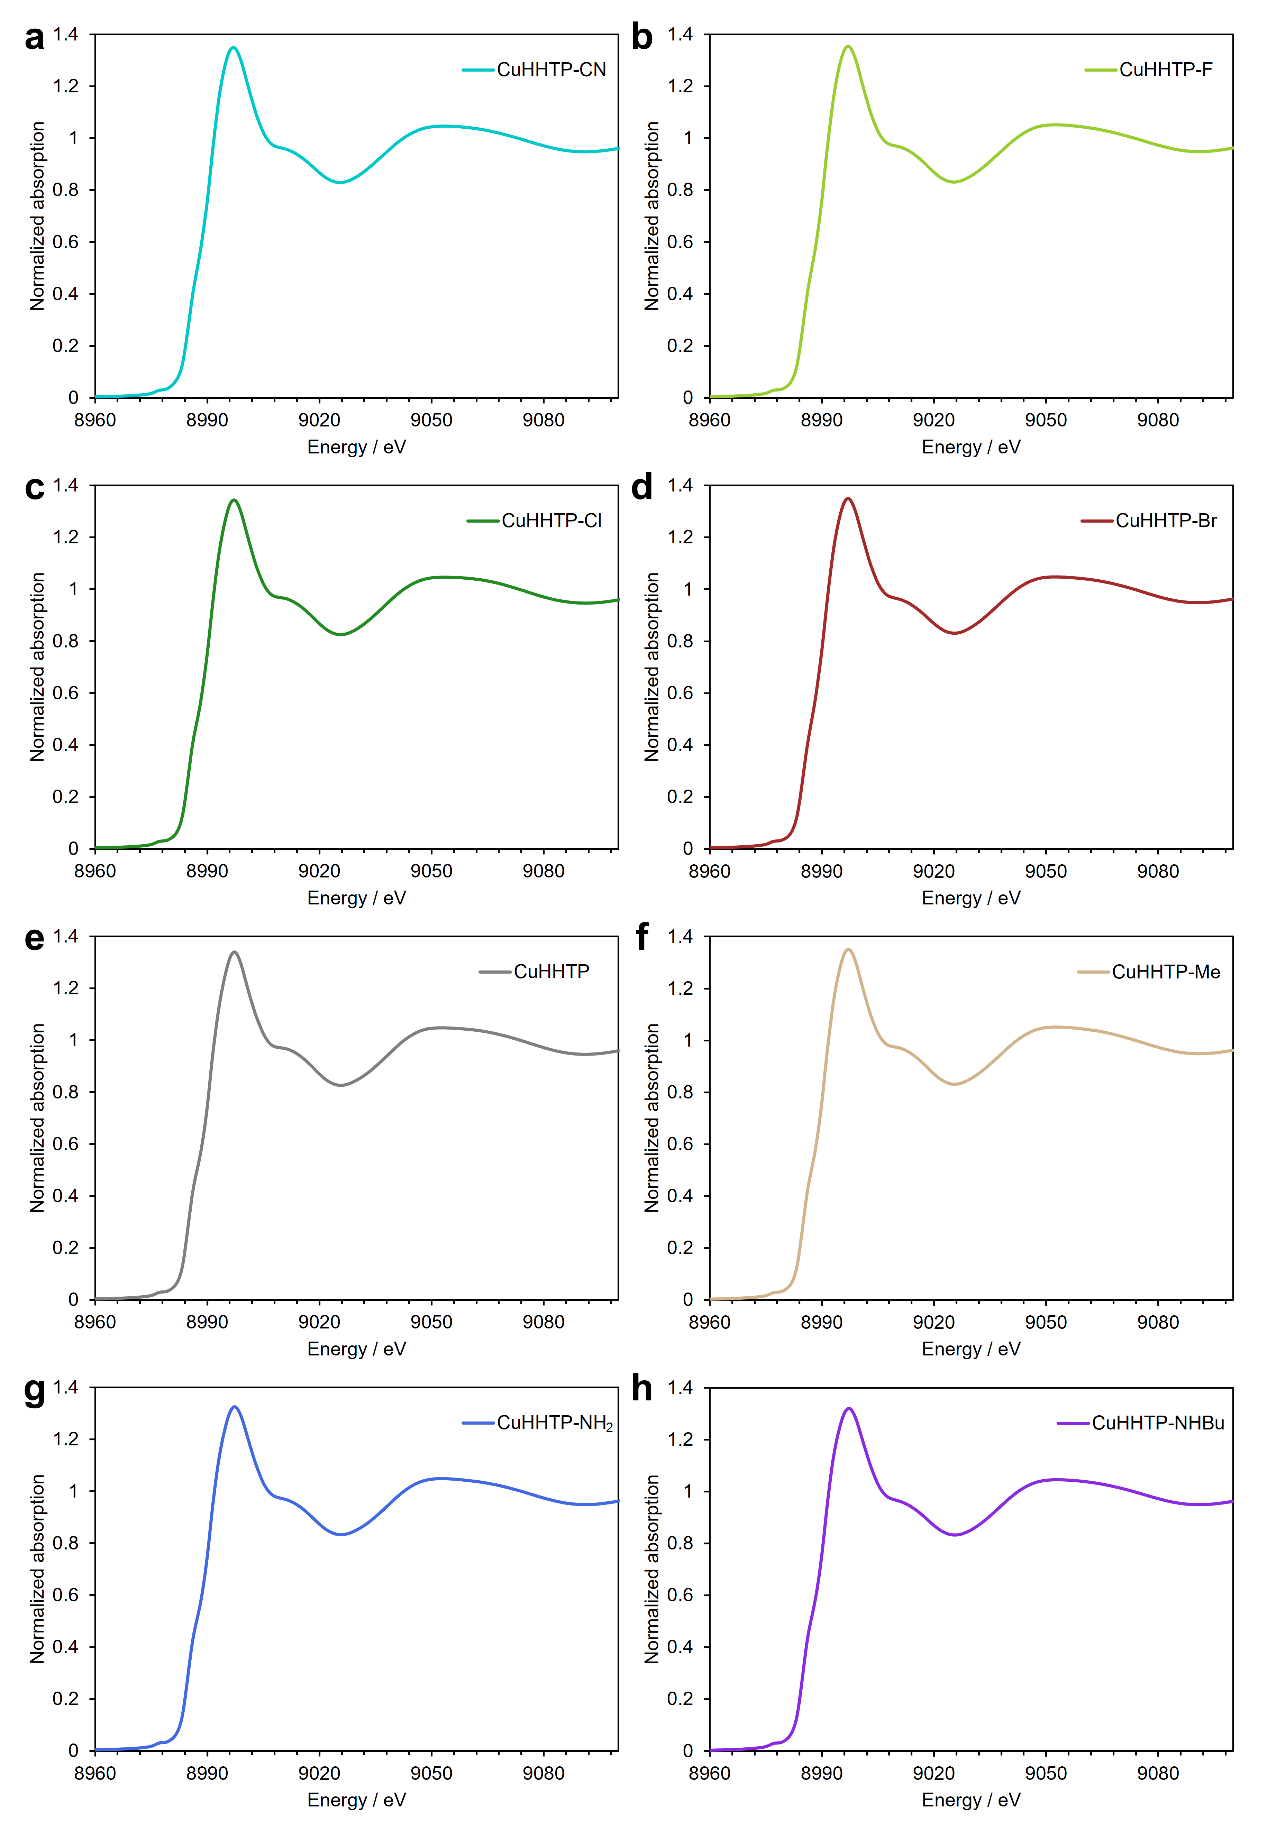 a
b
1.4
1.2
1
0.8
0.6
0.4
0.2
0
Normalized absorption
CuHHTP-CN
8960 8990 9020 9050 9080
Energy / eV
1.4
1.2
1
0.8
0.6
0.4
0.2
0
Normalized absorption
CuHHTP-F
8960 8990 9020 9050 9080
Energy / eV
c
d
1.4
1.2
1
0.8
0.6
0.4
0.2
0
Normalized absorption
CuHHTP-Cl
8960 8990 9020 9050 9080
Energy / eV
1.4
1.2
1
0.8
0.6
0.4
0.2
0
Normalized absorption
CuHHTP-Br
8960 8990 9020 9050 9080
Energy / eV
e
f
1.4
1.2
1
0.8
0.6
0.4
0.2
0
Normalized absorption
CuHHTP
8960 8990 9020 9050 9080
Energy / eV
1.4
1.2
1
0.8
0.6
0.4
0.2
0
Normalized absorption
CuHHTP-Me
8960 8990 9020 9050 9080
Energy / eV
g
h
1.4
1.2
1
0.8
0.6
0.4
0.2
0
Normalized absorption
CuHHTP-NH₂
8960 8990 9020 9050 9080
Energy / eV
1.4
1.2
1
0.8
0.6
0.4
0.2
0
Normalized absorption
CuHHTP-NHBu
8960 8990 9020 9050 9080
Energy / eV